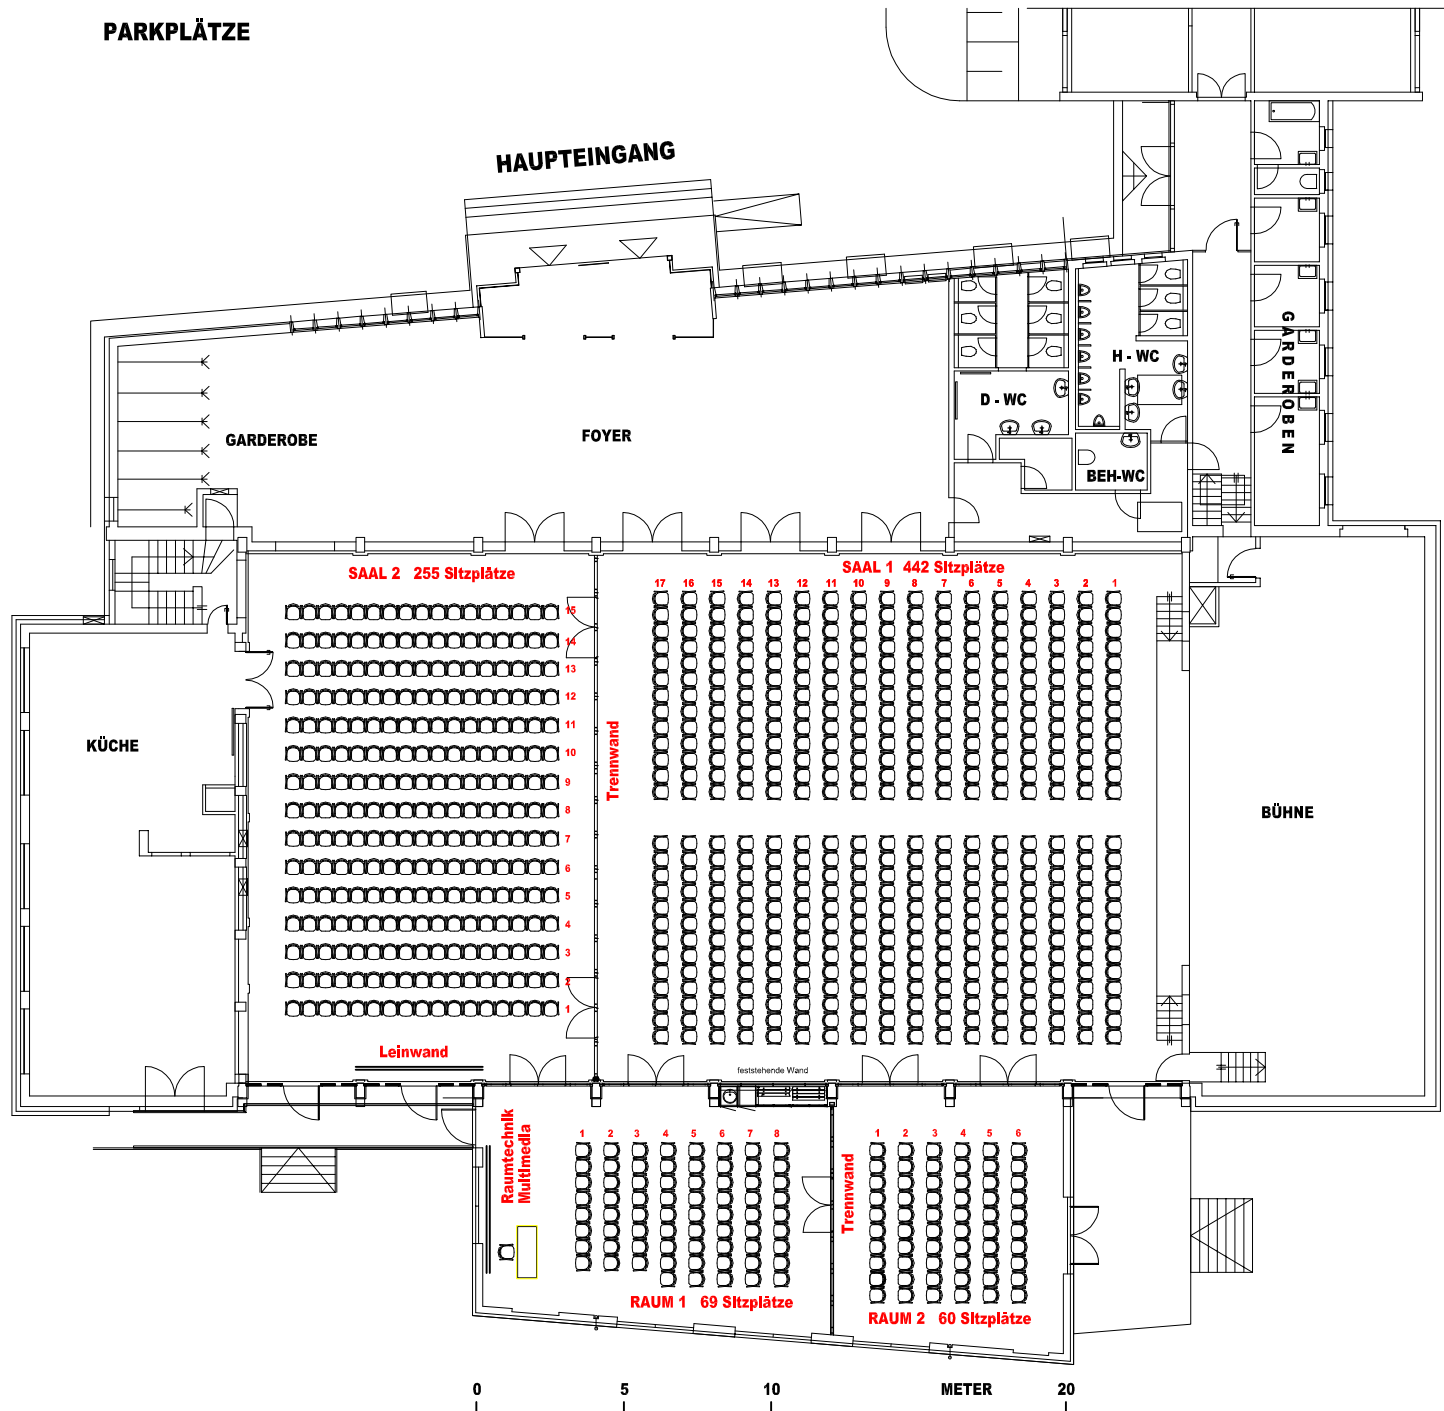 PARKPLÄTZE
HAUPTEINGANG
GARDEROBE
FOYER
D - WC
H - WC
BEH-WC
GARDEROBEN
SAAL 2 255 Sitzplätze
SAAL 1 442 Sitzplätze
17 16 15 14 13 12 11 10 9 8 7 6 5 4 3 2 1
15
14
13
12
11
10
9
8
7
6
5
4
3
2
1
KÜCHE
Trennwand
BÜHNE
Leinwand
feststehende Wand
Raumtechnik
Multimedia
1 2 3 4 5 6 7 8
Trennwand
1 2 3 4 5 6
RAUM 1 69 Sitzplätze
RAUM 2 60 Sitzplätze
0 5 10 METER 20